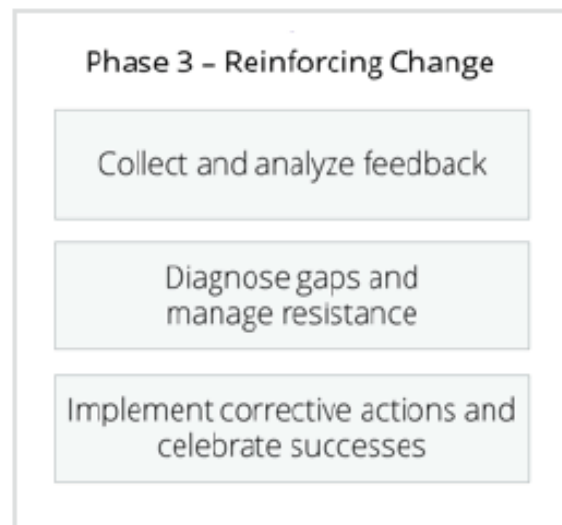 Phase 3 – Reinforcing Change
Collect and analyze feedback
Diagnose gaps and
manage resistance
Implement corrective actions and
celebrate successes